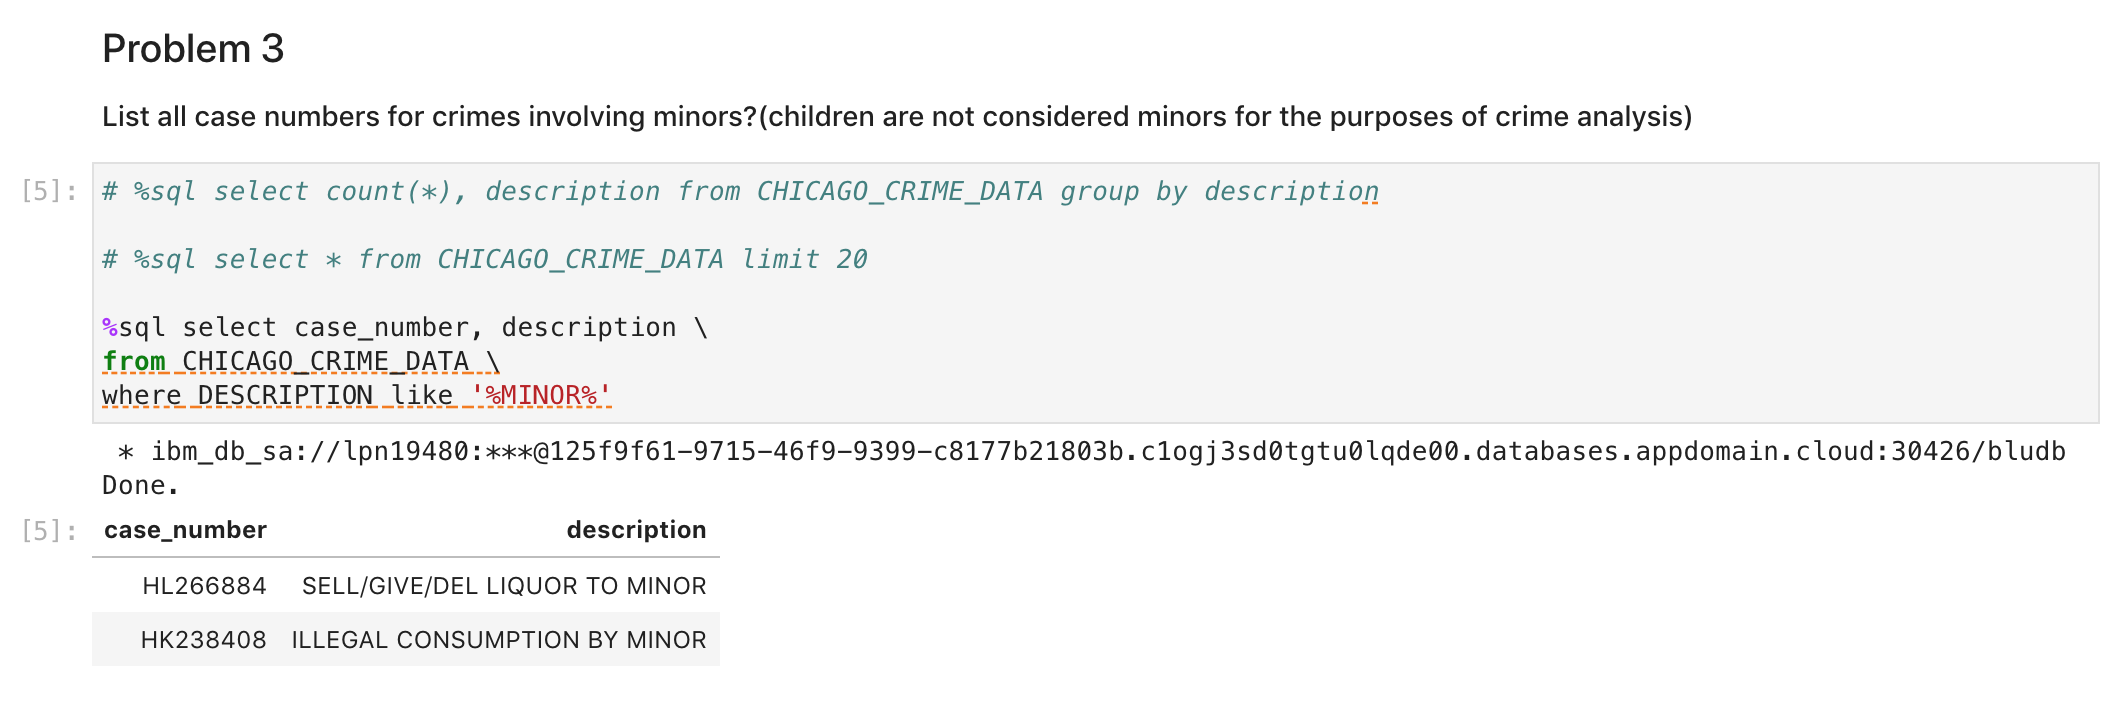 Problem 3
List all case numbers for crimes involving minors?(children are not considered minors for the purposes of crime analysis)
[5]:
# %sql select count(*), description from CHICAGO_CRIME_DATA group by description
# %sql select * from CHICAGO_CRIME_DATA limit 20
%sql select case_number, description \
from CHICAGO_CRIME_DATA \
where DESCRIPTION like '%MINOR%'
* ibm_db_sa://lpn19480:***@125f9f61-9715-46f9-9399-c8177b21803b.c1ogj3sd0tgtu0lqde00.databases.appdomain.cloud:30426/bludb
Done.
[5]:
case_number description
HL266884 SELL/GIVE/DEL LIQUOR TO MINOR
HK238408 ILLEGAL CONSUMPTION BY MINOR